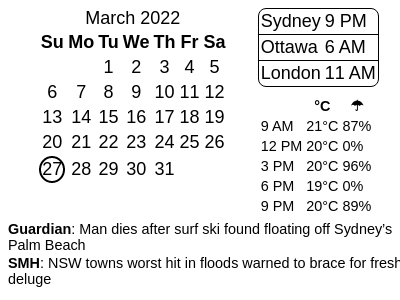 March 2022
Su Mo Tu We Th Fr Sa
1 2 3 4 5
6 7 8 9 10 11 12
13 14 15 16 17 18 19
20 21 22 23 24 25 26
27 28 29 30 31
Sydney 9 PM
Ottawa 6 AM
London 11 AM
°C ☂
9 AM 21°C 87%
12 PM 20°C 0%
3 PM 20°C 96%
6 PM 19°C 0%
9 PM 20°C 89%
Guardian: Man dies after surf ski found floating off Sydney’s
Palm Beach
SMH: NSW towns worst hit in floods warned to brace for fresh
deluge